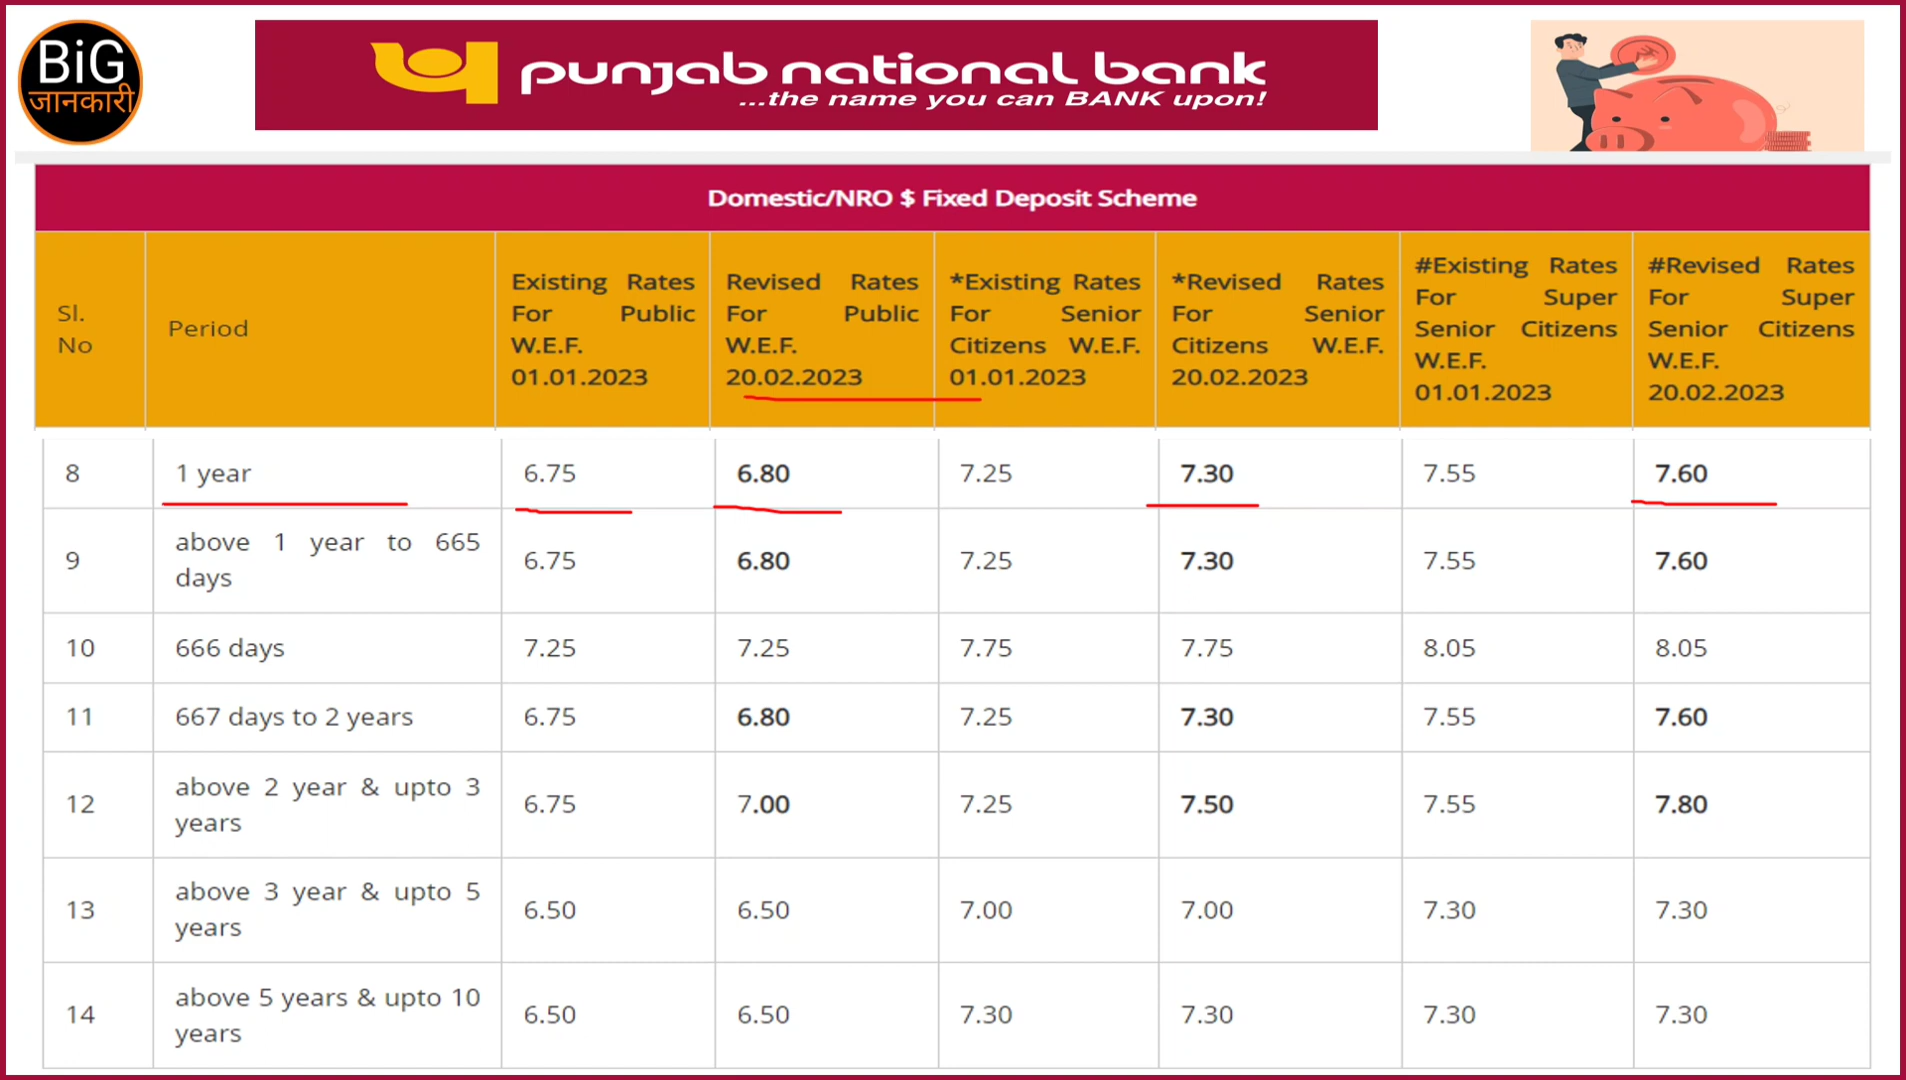 BiG
जानकारी
punjab national bank
...the name you can BANK upon!
Domestic/NRO $ Fixed Deposit Scheme
Sl.
No
Period
Existing Rates
For Public
W.E.F.
01.01.2023
Revised Rates
For Public
W.E.F.
20.02.2023
*Existing Rates
For Senior
Citizens W.E.F.
01.01.2023
*Revised Rates
For Senior
Citizens W.E.F.
20.02.2023
#Existing Rates
For Super
Senior Citizens
W.E.F.
01.01.2023
#Revised Rates
For Super
Senior Citizens
W.E.F.
20.02.2023
8 1 year 6.75 6.80 7.25 7.30 7.55 7.60
9 above 1 year to 665
days 6.75 6.80 7.25 7.30 7.55 7.60
10 666 days 7.25 7.25 7.75 7.75 8.05 8.05
11 667 days to 2 years 6.75 6.80 7.25 7.30 7.55 7.60
12 above 2 year & upto 3
years 6.75 7.00 7.25 7.50 7.55 7.80
13 above 3 year & upto 5
years 6.50 6.50 7.00 7.00 7.30 7.30
14 above 5 years & upto 10
years 6.50 6.50 7.30 7.30 7.30 7.30